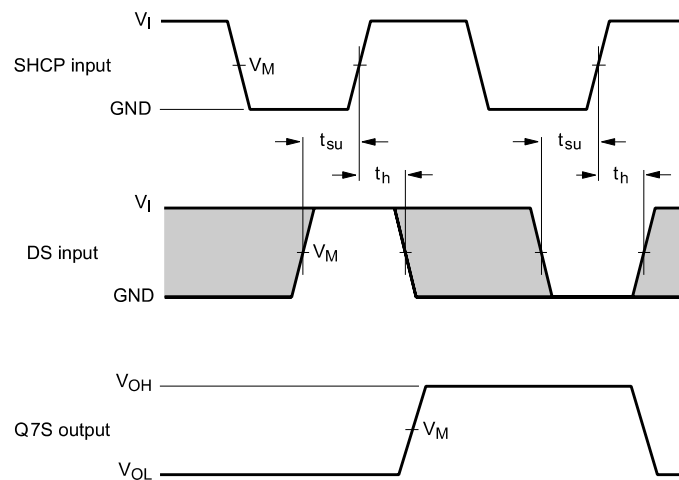 V_I
SHCP input
V_M
GND
t_su
t_su
t_h
t_h
V_I
DS input
V_M
GND
V_OH
Q7S output
V_M
V_OL